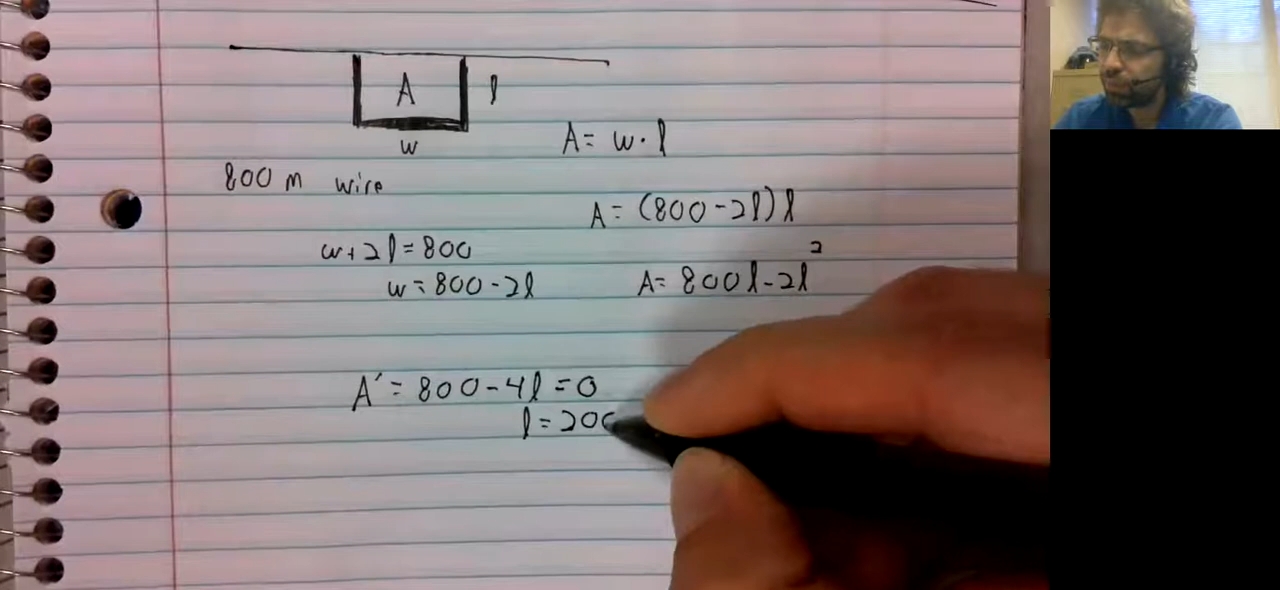 A
l
w
A = w · l
800 m wire
A = (800 - 2l) l
w + 2l = 800
w = 800 - 2l
A = 800l - 2l²
A' = 800 - 4l = 0
l = 200